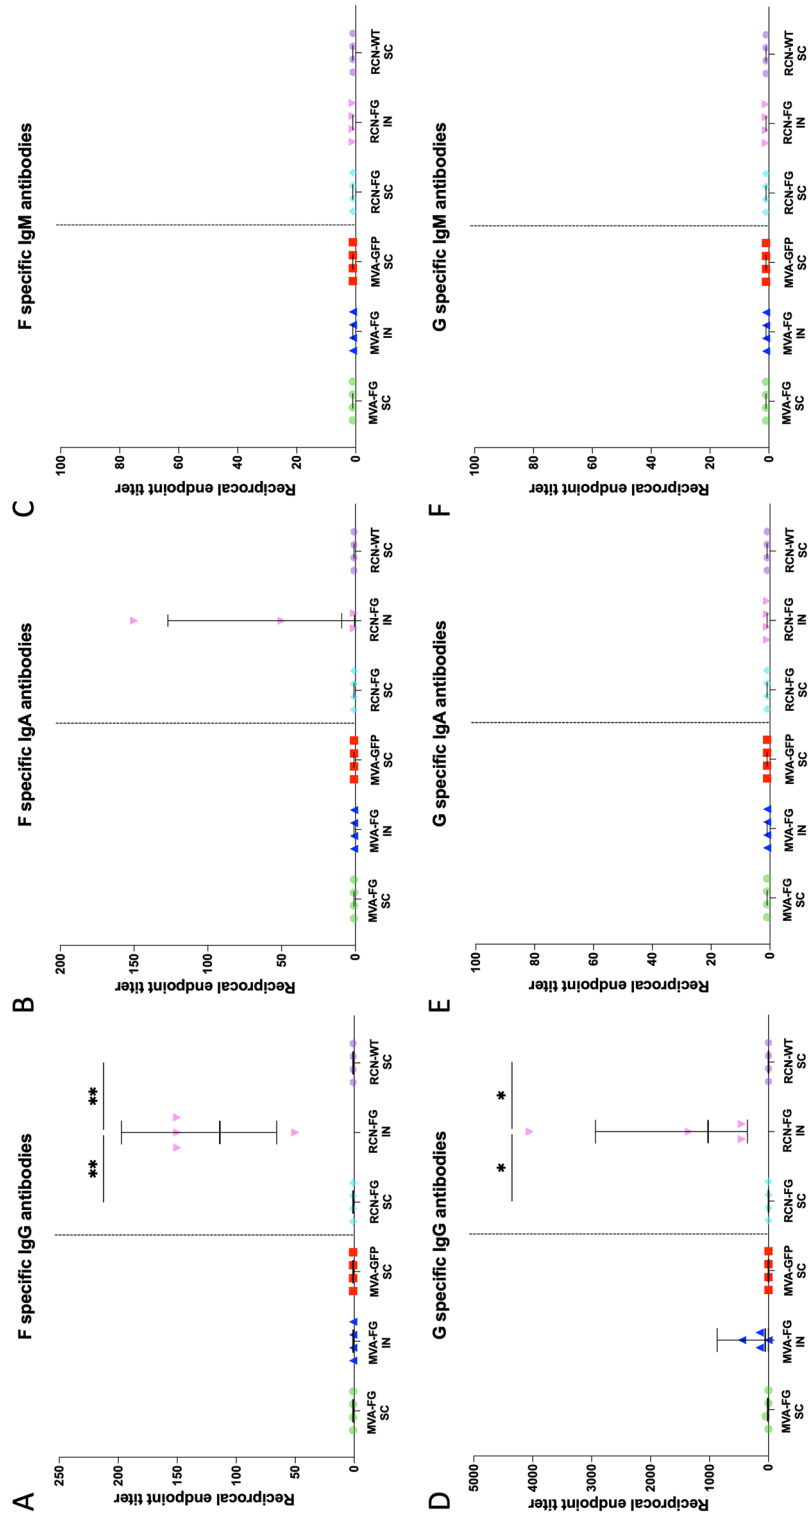 A
F specific IgG antibodies
Reciprocal endpoint titer
250
200
150
100
50
0
**
**
MVA-FG
SC
MVA-FG
IN
MVA-GFP
SC
RCN-FG
SC
RCN-FG
IN
RCN-WT
SC
B
F specific IgA antibodies
Reciprocal endpoint titer
200
150
100
50
0
MVA-FG
SC
MVA-FG
IN
MVA-GFP
SC
RCN-FG
SC
RCN-FG
IN
RCN-WT
SC
C
F specific IgM antibodies
Reciprocal endpoint titer
100
80
60
40
20
0
MVA-FG
SC
MVA-FG
IN
MVA-GFP
SC
RCN-FG
SC
RCN-FG
IN
RCN-WT
SC
D
G specific IgG antibodies
Reciprocal endpoint titer
5000
4000
3000
2000
1000
0
*
*
MVA-FG
SC
MVA-FG
IN
MVA-GFP
SC
RCN-FG
SC
RCN-FG
IN
RCN-WT
SC
E
G specific IgA antibodies
Reciprocal endpoint titer
100
80
60
40
20
0
MVA-FG
SC
MVA-FG
IN
MVA-GFP
SC
RCN-FG
SC
RCN-FG
IN
RCN-WT
SC
F
G specific IgM antibodies
Reciprocal endpoint titer
100
80
60
40
20
0
MVA-FG
SC
MVA-FG
IN
MVA-GFP
SC
RCN-FG
SC
RCN-FG
IN
RCN-WT
SC